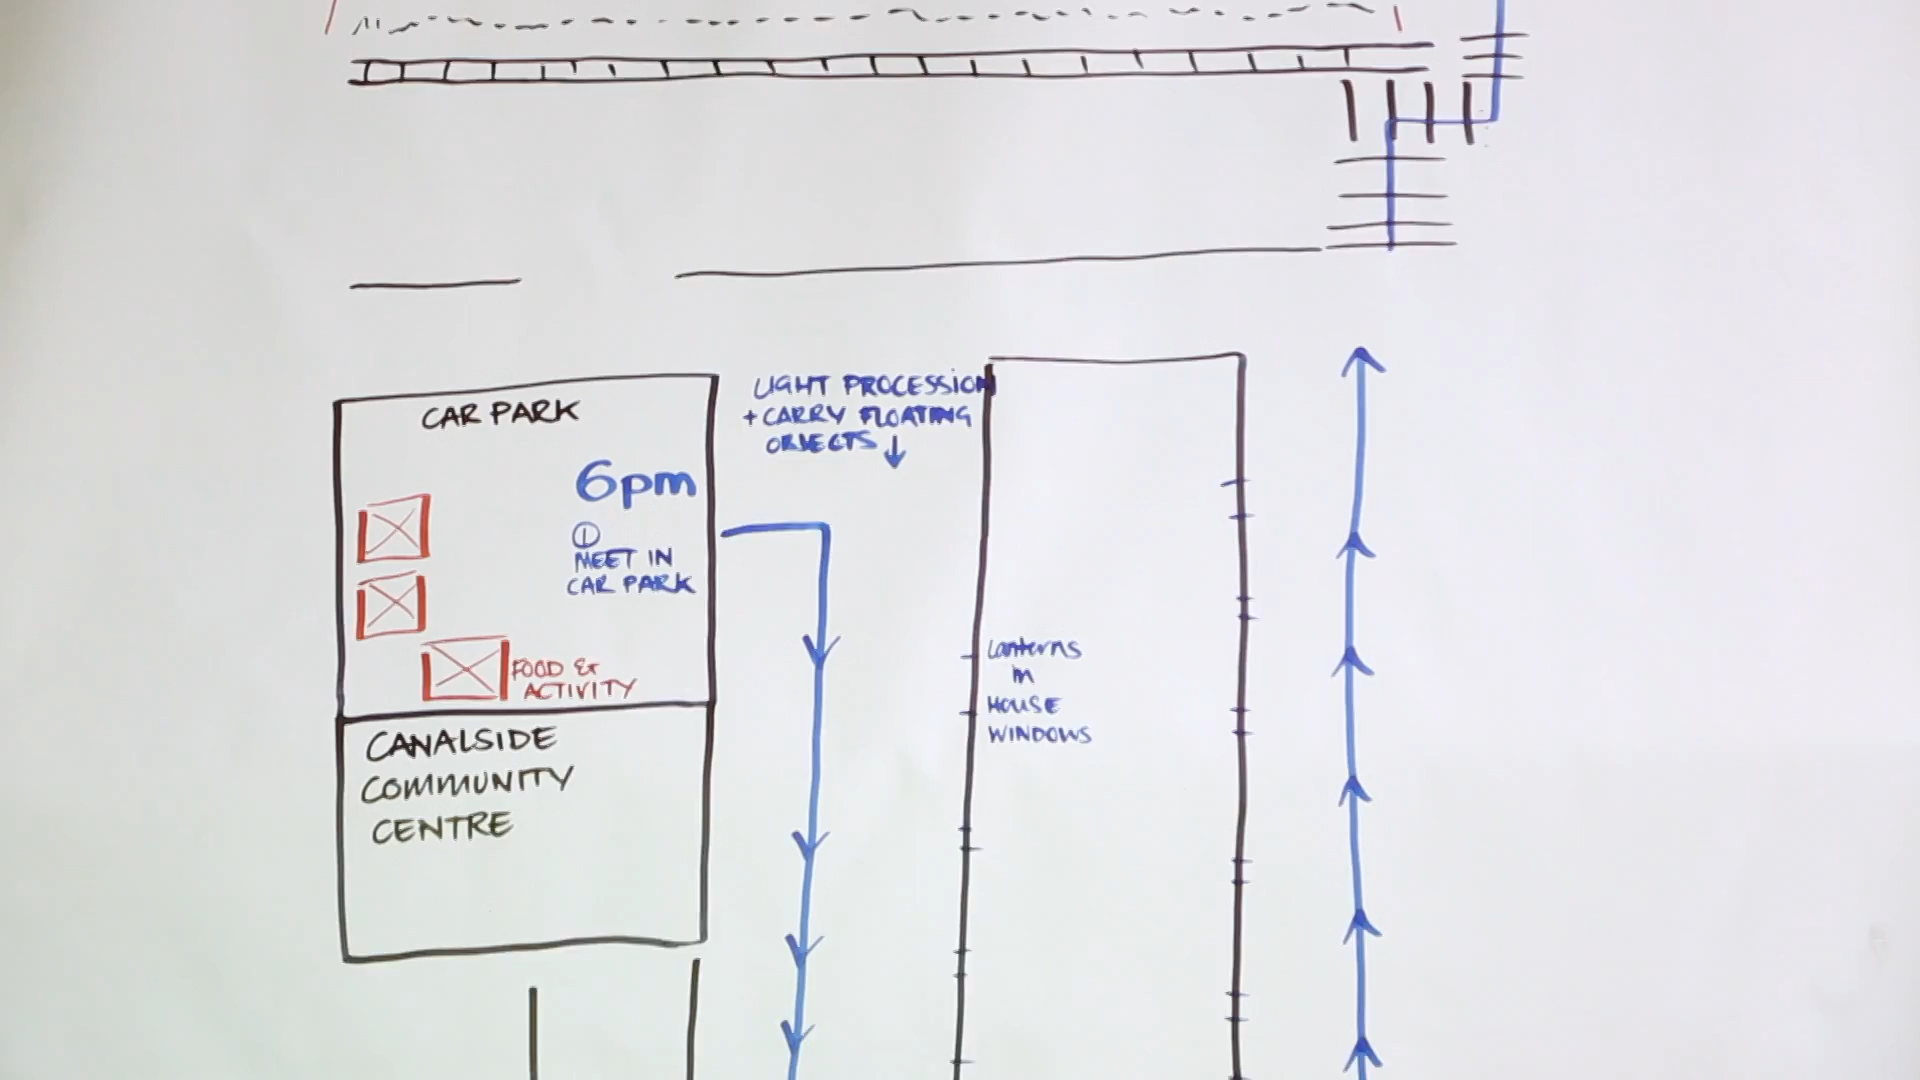 CAR PARK
6pm
①
MEET IN
CAR PARK
FOOD &
ACTIVITY
CANALSIDE
COMMUNITY
CENTRE
LIGHT PROCESSION
+ CARRY FLOATING
OBJECTS ↓
Lanterns
in
HOUSE
WINDOWS